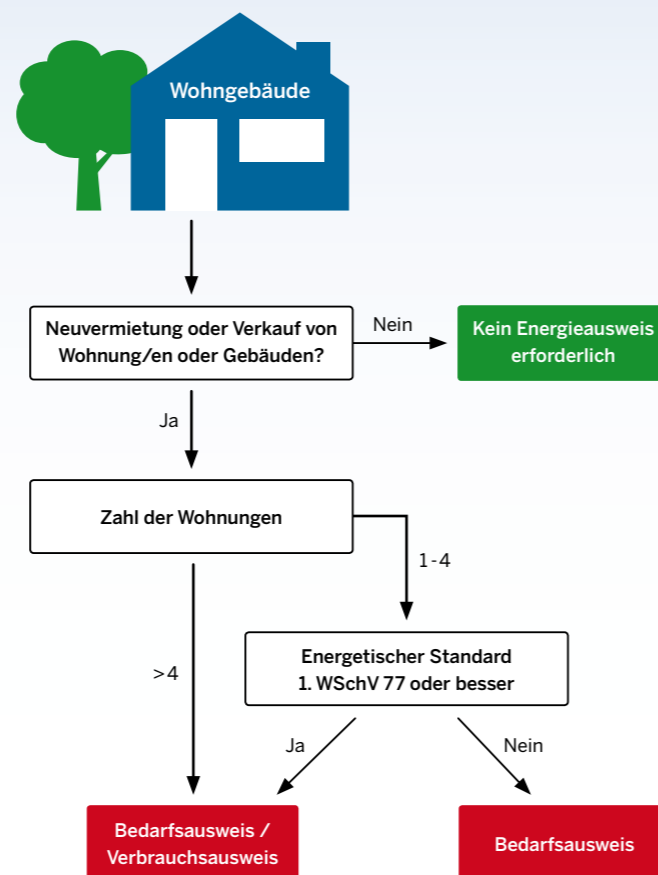 Wohngebäude
Neuvermietung oder Verkauf von
Wohnung/en oder Gebäuden?
Nein
Kein Energieausweis
erforderlich
Ja
Zahl der Wohnungen
1-4
>4
Energetischer Standard
1. WSchV 77 oder besser
Ja
Nein
Bedarfsausweis /
Verbrauchsausweis
Bedarfsausweis